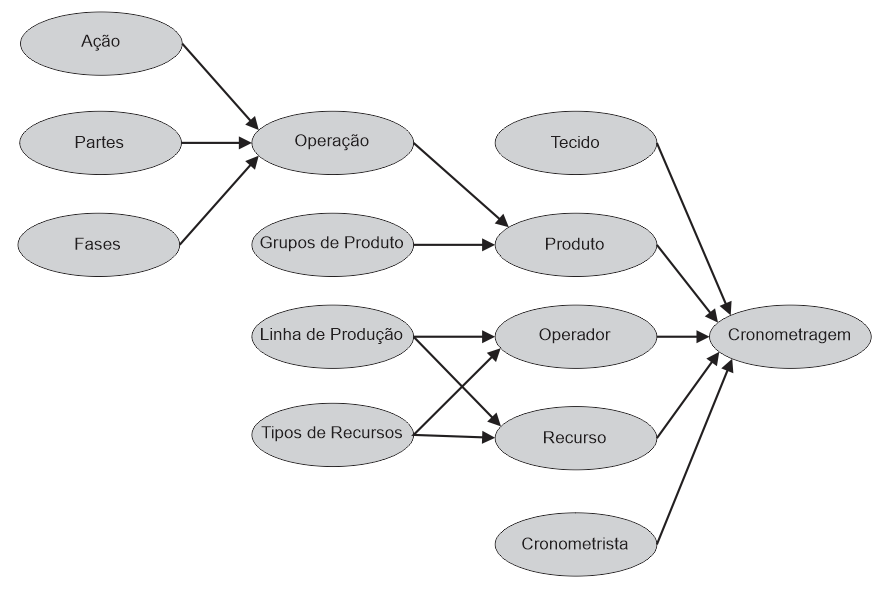 Ação
Partes
Operação
Tecido
Fases
Grupos de Produto
Produto
Linha de Produção
Operador
Cronometragem
Tipos de Recursos
Recurso
Cronometrista